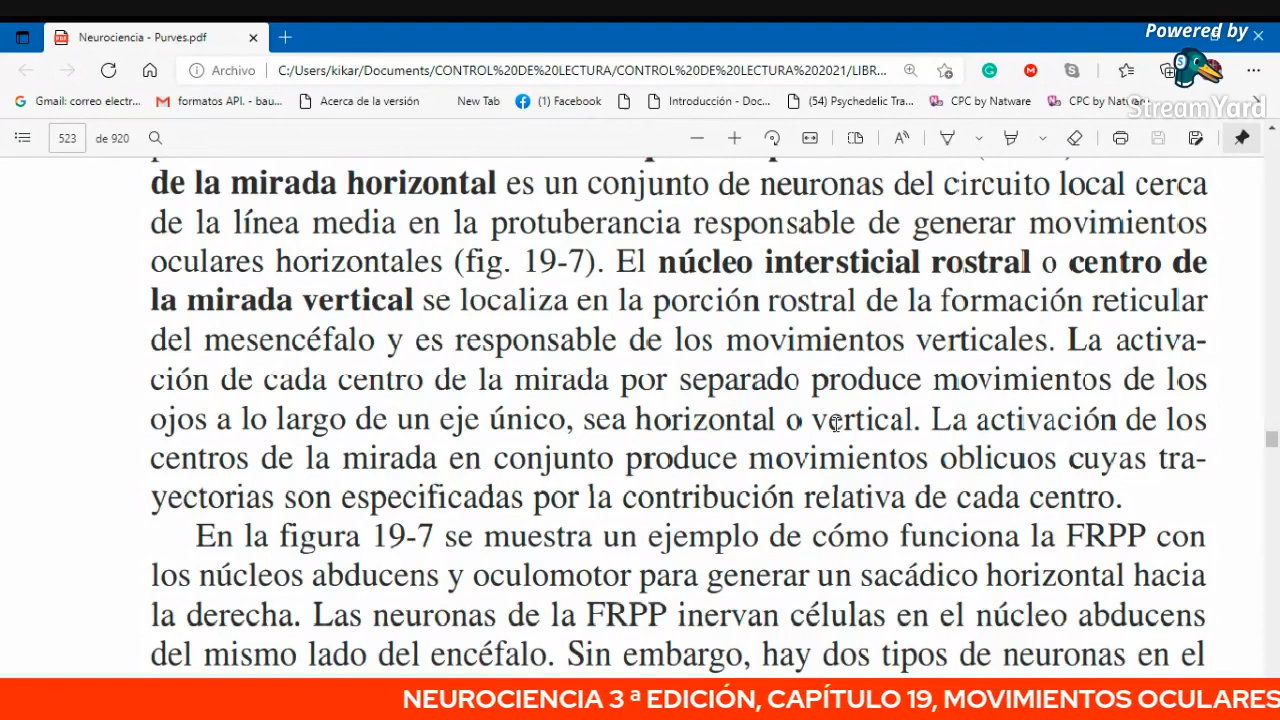 Powered by
Neurociencia - Purves.pdf
Archivo C:/Users/kikar/Documents/CONTROL%20DE%20LECTURA/CONTROL%20DE%20LECTURA%202021/LIBR...
Gmail: correo electr... formatos API. - bau... Acerca de la versión New Tab (1) Facebook Introducción - Doc... (54) Psychedelic Tra... CPC by Natware CPC by Natware
StreamYard
523 de 920
de la mirada horizontal es un conjunto de neuronas del circuito local cerca
de la línea media en la protuberancia responsable de generar movimientos
oculares horizontales (fig. 19-7). El núcleo intersticial rostral o centro de
la mirada vertical se localiza en la porción rostral de la formación reticular
del mesencéfalo y es responsable de los movimientos verticales. La activa-
ción de cada centro de la mirada por separado produce movimientos de los
ojos a lo largo de un eje único, sea horizontal o vertical. La activación de los
centros de la mirada en conjunto produce movimientos oblicuos cuyas tra-
yectorias son especificadas por la contribución relativa de cada centro.
En la figura 19-7 se muestra un ejemplo de cómo funciona la FRPP con
los núcleos abducens y oculomotor para generar un sacádico horizontal hacia
la derecha. Las neuronas de la FRPP inervan células en el núcleo abducens
del mismo lado del encéfalo. Sin embargo, hay dos tipos de neuronas en el
NEUROCIENCIA 3 ª EDICIÓN, CAPÍTULO 19, MOVIMIENTOS OCULARES